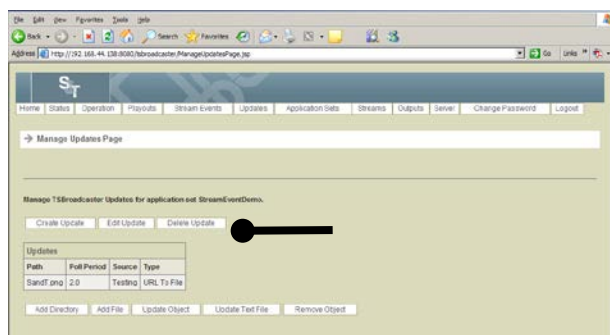 File Edit View Favorites Tools Help
Back Search Favorites
Address http://192.168.44.138:8080/tsbroadcaster/ManageUpdatesPage.jsp Go Links
ST
Home Status Operation Playouts Stream Events Updates Application Sets Streams Outputs Server Change Password Logout
Manage Updates Page
Manage TSBroadcaster Updates for application set StreamEventDemo.
Create Update Edit Update Delete Update
Updates
Path Poll Period Source Type
SandT.png 2.0 Testing URL To File
Add Directory Add File Update Object Update Text File Remove Object